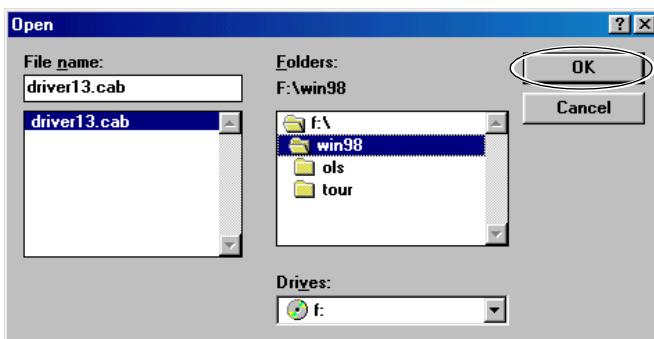 Open
File name:
driver13.cab
driver13.cab
Folders:
F:\win98
f:\
win98
ols
tour
Drives:
f:
OK
Cancel